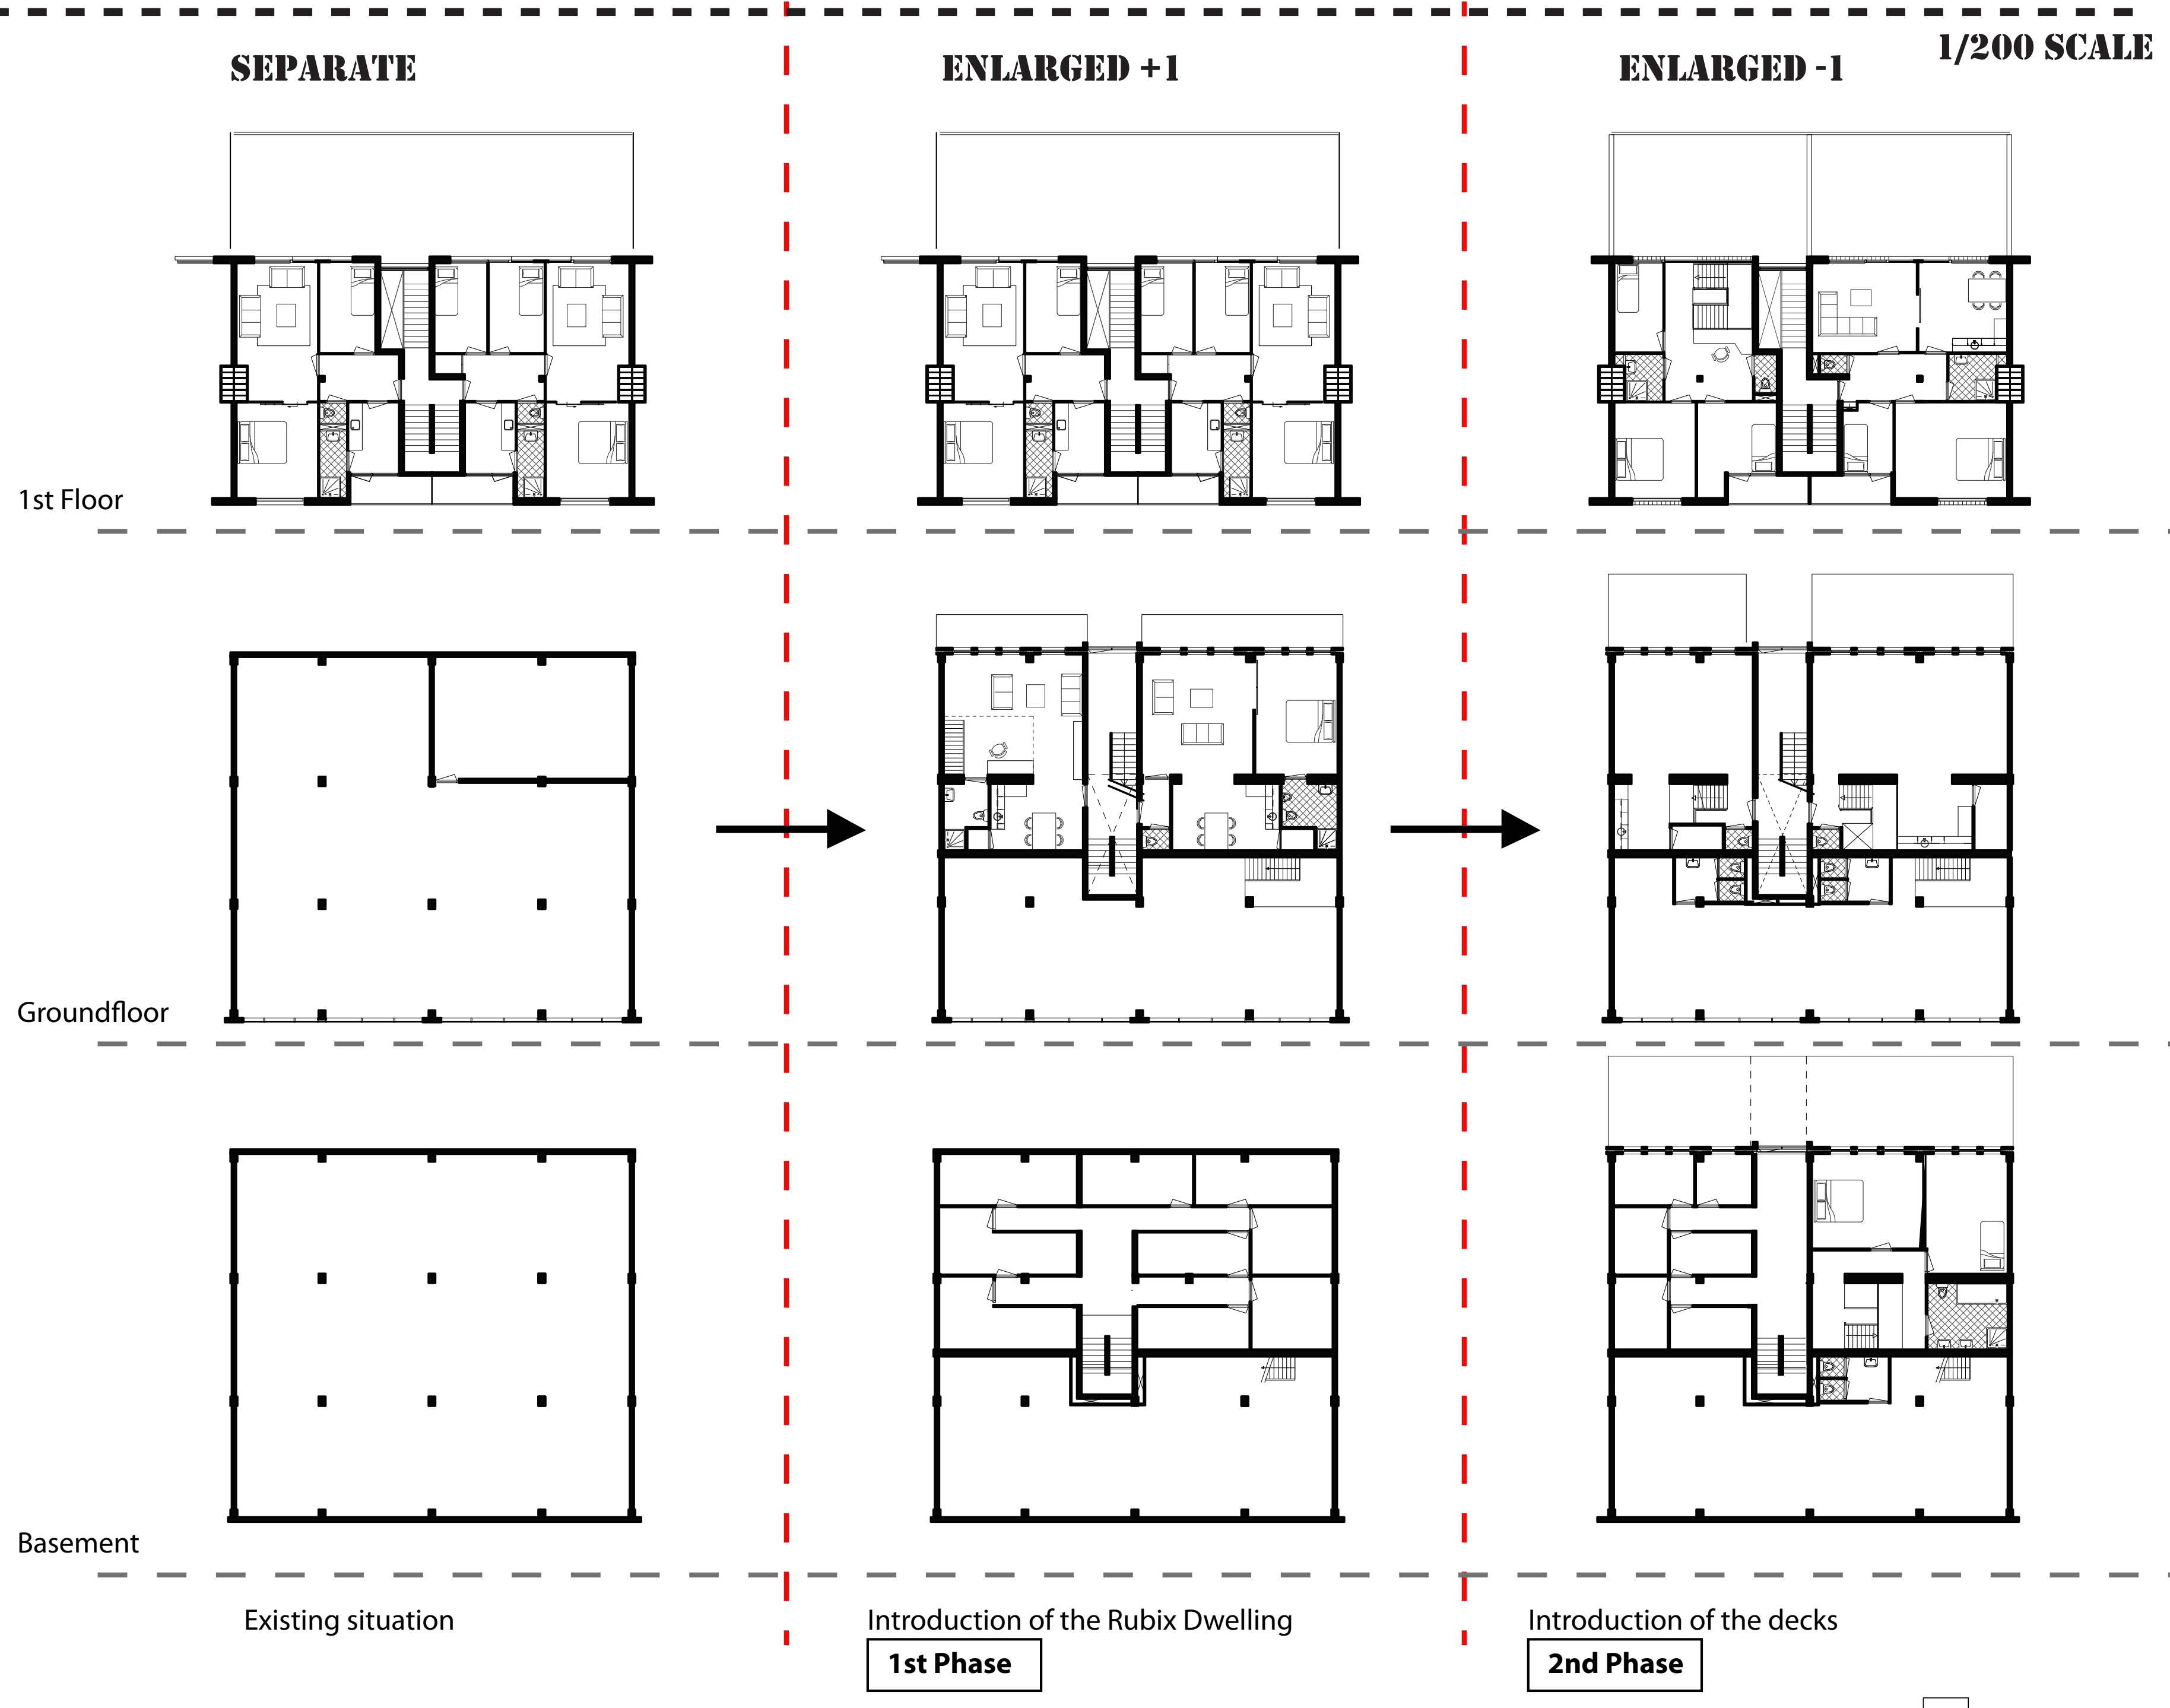 SEPARATE
ENLARGED +1
ENLARGED -1
1/200 SCALE
1st Floor
Groundfloor
Basement
Existing situation
Introduction of the Rubix Dwelling
1st Phase
Introduction of the decks
2nd Phase